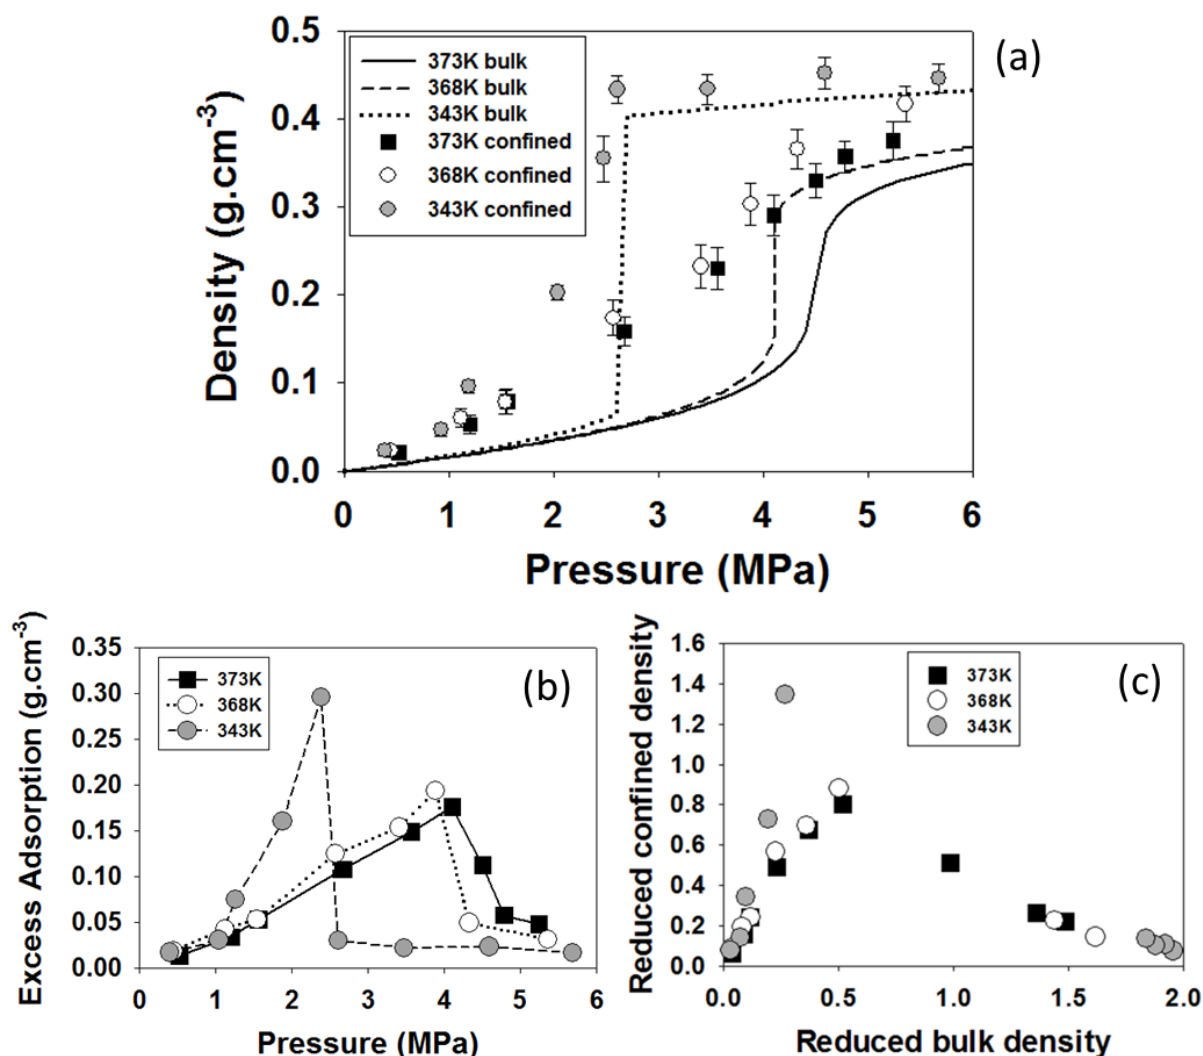 (a)
Density (g.cm-3)
0.5
0.4
0.3
0.2
0.1
0.0
373K bulk
368K bulk
343K bulk
373K confined
368K confined
343K confined
0 1 2 3 4 5 6
Pressure (MPa)
(b)
Excess Adsorption (g.cm-3)
0.35
0.30
0.25
0.20
0.15
0.10
0.05
0.00
373K
368K
343K
0 1 2 3 4 5 6
Pressure (MPa)
(c)
Reduced confined density
1.6
1.4
1.2
1.0
0.8
0.6
0.4
0.2
0.0
373K
368K
343K
0.0 0.5 1.0 1.5 2.0
Reduced bulk density